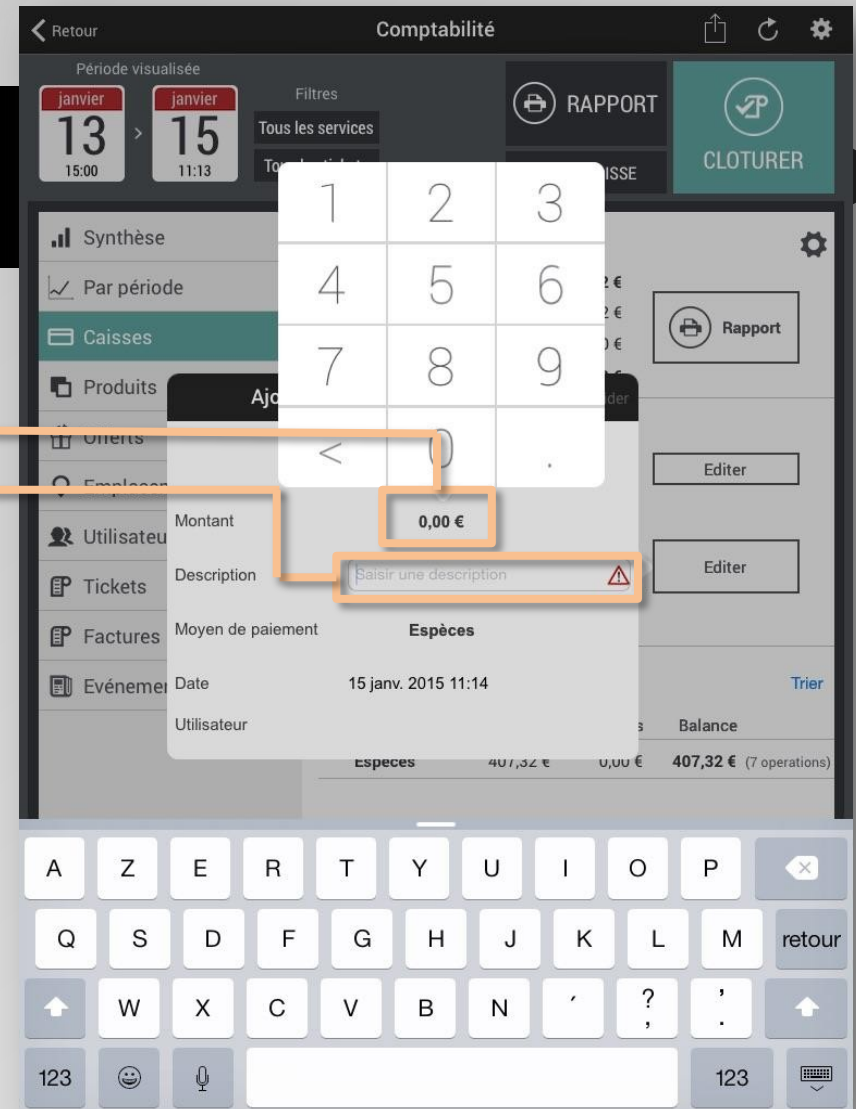 Retour
Comptabilité
Période visualisée
janvier
13
15:00
>
janvier
15
11:13
Filtres
Tous les services
RAPPORT
CLOTURER
1 2 3
4 5 6
7 8 9
< 0 .
Synthèse
Par période
Caisses
Produits
Offerts
Tickets
Factures
Rapport
Editer
Editer
Montant 0,00 €
Description Saisir une description
Moyen de paiement Espèces
Date 15 janv. 2015 11:14
Utilisateur
Trier
Balance
Espèces 407,32 € 0,00 € 407,32 € (7 operations)
A Z E R T Y U I O P
Q S D F G H J K L M retour
W X C V B N ´ ? , ' .
123 123